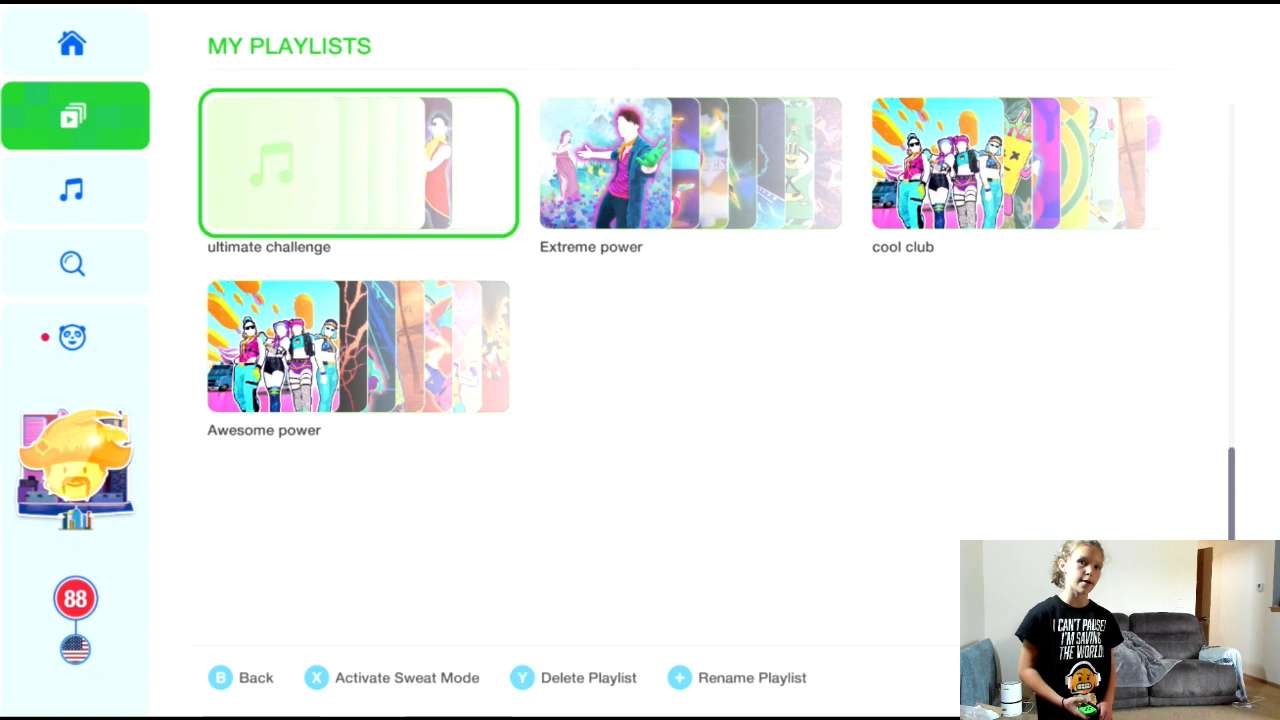 MY PLAYLISTS
ultimate challenge
Extreme power
cool club
Awesome power
88
B Back
X Activate Sweat Mode
Y Delete Playlist
+ Rename Playlist
I CAN'T PAUSE!
I'M SAVING
THE WORLD!